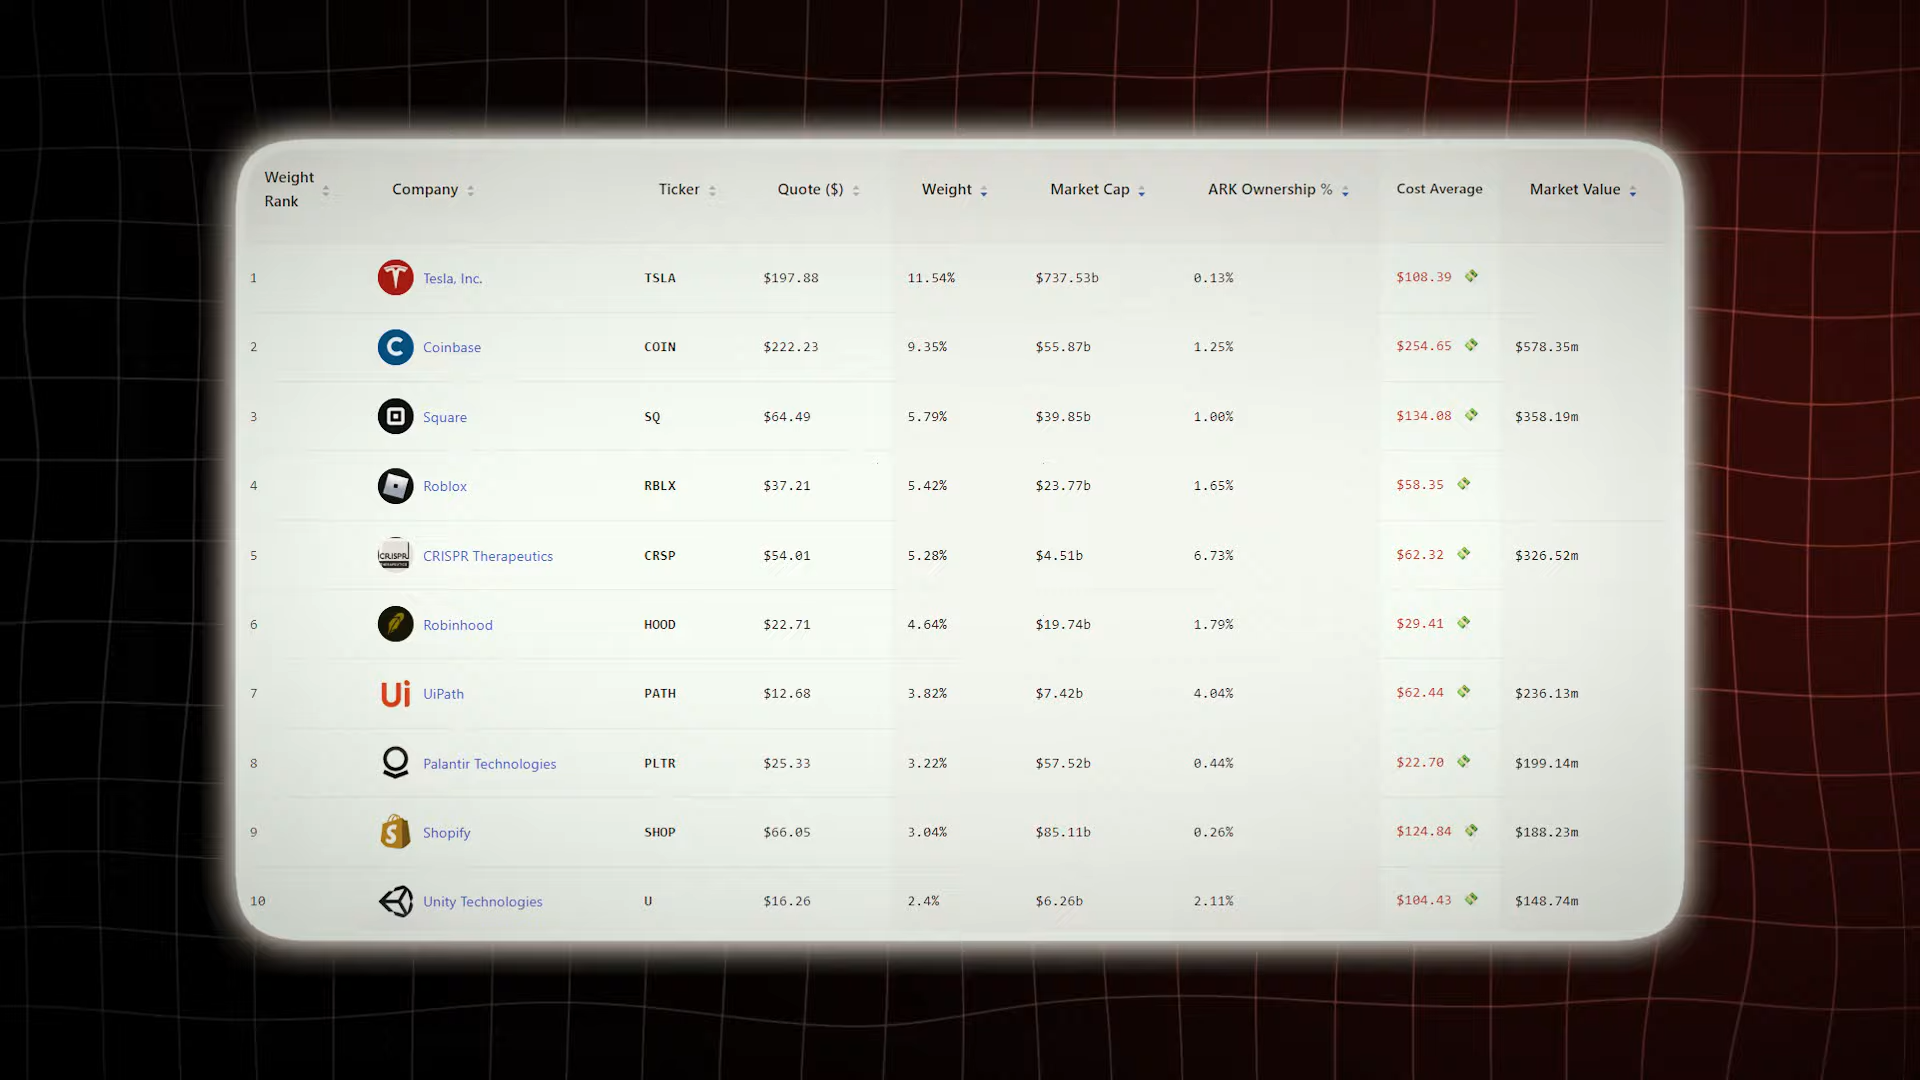 Weight
Rank
Company Ticker Quote ($) Weight Market Cap ARK Ownership % Cost Average Market Value
1 Tesla, Inc. TSLA $197.88 11.54% $737.53b 0.13% $108.39
2 C Coinbase COIN $222.23 9.35% $55.87b 1.25% $254.65 $578.35m
3 Square SQ $64.49 5.79% $39.85b 1.00% $134.08 $358.19m
4 Roblox RBLX $37.21 5.42% $23.77b 1.65% $58.35
5 CRISPR THERAPEUTICS CRISPR Therapeutics CRSP $54.01 5.28% $4.51b 6.73% $62.32 $326.52m
6 Robinhood HOOD $22.71 4.64% $19.74b 1.79% $29.41
7 Ui UiPath PATH $12.68 3.82% $7.42b 4.04% $62.44 $236.13m
8 Palantir Technologies PLTR $25.33 3.22% $57.52b 0.44% $22.70 $199.14m
9 S Shopify SHOP $66.05 3.04% $85.11b 0.26% $124.84 $188.23m
10 Unity Technologies U $16.26 2.4% $6.26b 2.11% $104.43 $148.74m